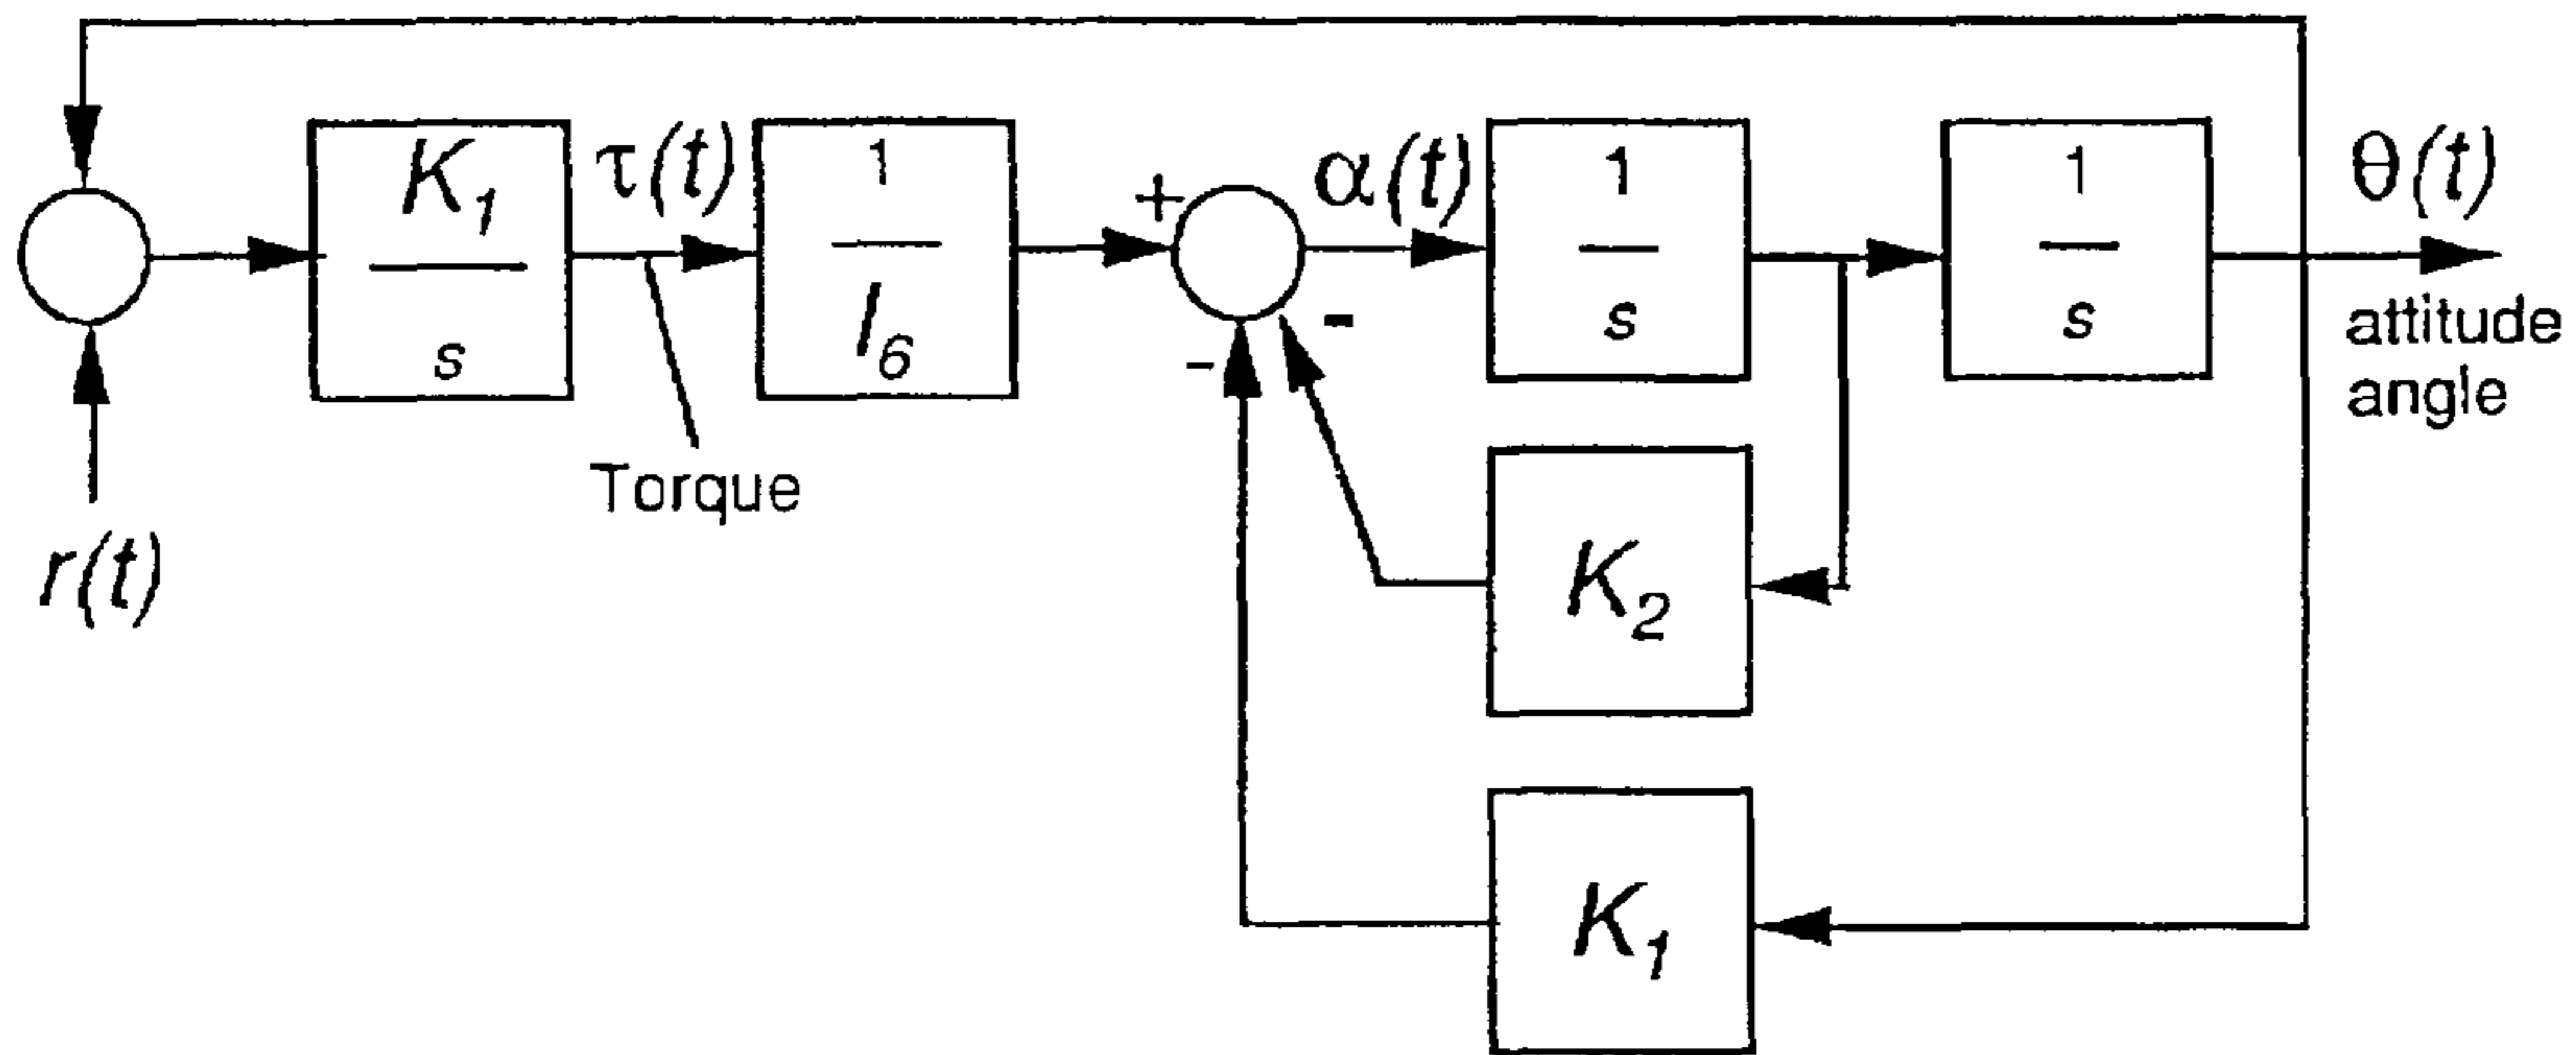 K₁
s
τ(t)
Torque
1
I₆
+
-
-
α(t)
1
s
1
s
θ(t)
attitude
angle
r(t)
K₂
K₁